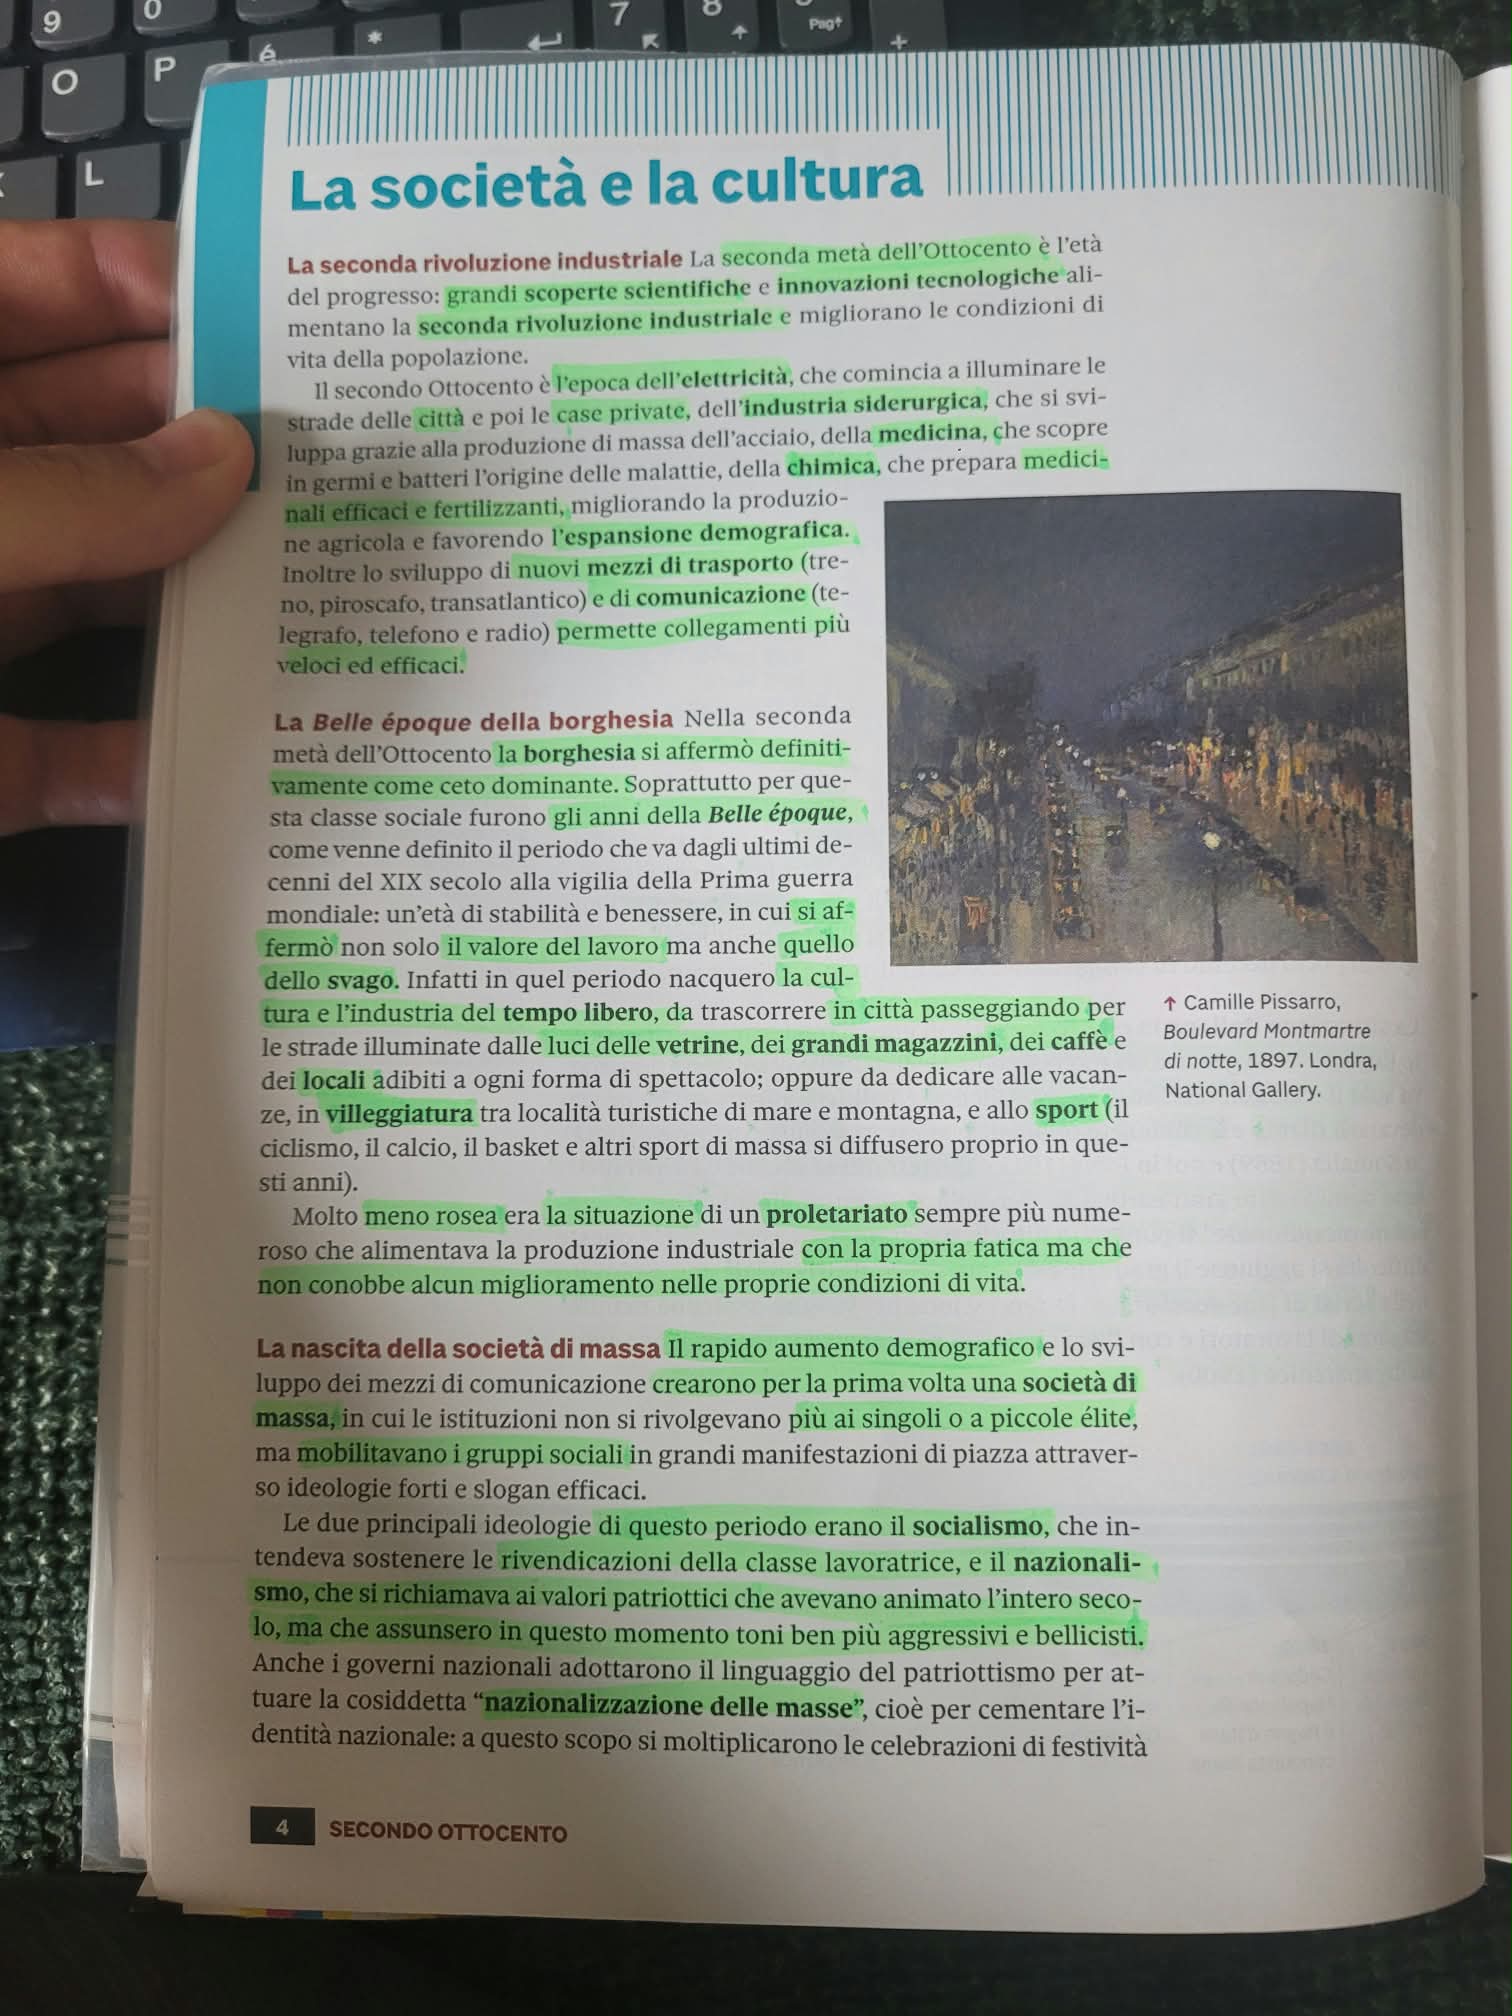 9
0
7
8
Pag↑
O
P
é
*
+
L
La società e la cultura
La seconda rivoluzione industriale La seconda metà dell'Ottocento è l'età
del progresso: grandi scoperte scientifiche e innovazioni tecnologiche ali-
mentano la seconda rivoluzione industriale e migliorano le condizioni di
vita della popolazione.
Il secondo Ottocento è l'epoca dell'elettricità, che comincia a illuminare le
strade delle città e poi le case private, dell'industria siderurgica, che si svi-
luppa grazie alla produzione di massa dell'acciaio, della medicina, che scopre
in germi e batteri l'origine delle malattie, della chimica, che prepara medici-
nali efficaci e fertilizzanti, migliorando la produzio-
ne agricola e favorendo l'espansione demografica.
Inoltre lo sviluppo di nuovi mezzi di trasporto (tre-
no, piroscafo, transatlantico) e di comunicazione (te-
legrafo, telefono e radio) permette collegamenti più
veloci ed efficaci.
La Belle époque della borghesia Nella seconda
metà dell'Ottocento la borghesia si affermò definiti-
vamente come ceto dominante. Soprattutto per que-
sta classe sociale furono gli anni della Belle époque,
come venne definito il periodo che va dagli ultimi de-
cenni del XIX secolo alla vigilia della Prima guerra
mondiale: un'età di stabilità e benessere, in cui si af-
fermò non solo il valore del lavoro ma anche quello
dello svago. Infatti in quel periodo nacquero la cul-
tura e l'industria del tempo libero, da trascorrere in città passeggiando per
le strade illuminate dalle luci delle vetrine, dei grandi magazzini, dei caffè e
dei locali adibiti a ogni forma di spettacolo; oppure da dedicare alle vacan-
ze, in villeggiatura tra località turistiche di mare e montagna, e allo sport (il
ciclismo, il calcio, il basket e altri sport di massa si diffusero proprio in que-
sti anni).
Molto meno rosea era la situazione di un proletariato sempre più nume-
roso che alimentava la produzione industriale con la propria fatica ma che
non conobbe alcun miglioramento nelle proprie condizioni di vita.
↑ Camille Pissarro,
Boulevard Montmartre
di notte, 1897. Londra,
National Gallery.
La nascita della società di massa Il rapido aumento demografico e lo svi-
luppo dei mezzi di comunicazione crearono per la prima volta una società di
massa, in cui le istituzioni non si rivolgevano più ai singoli o a piccole élite,
ma mobilitavano i gruppi sociali in grandi manifestazioni di piazza attraver-
so ideologie forti e slogan efficaci.
Le due principali ideologie di questo periodo erano il socialismo, che in-
tendeva sostenere le rivendicazioni della classe lavoratrice, e il nazionali-
smo, che si richiamava ai valori patriottici che avevano animato l'intero seco-
lo, ma che assunsero in questo momento toni ben più aggressivi e bellicisti.
Anche i governi nazionali adottarono il linguaggio del patriottismo per at-
tuare la cosiddetta “nazionalizzazione delle masse”, cioè per cementare l'i-
dentità nazionale: a questo scopo si moltiplicarono le celebrazioni di festività
4 SECONDO OTTOCENTO